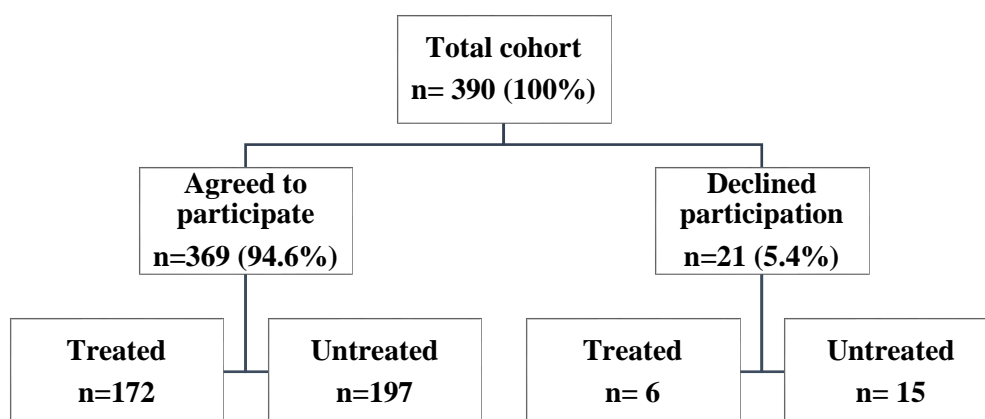 Total cohort
n= 390 (100%)
Agreed to
participate
n=369 (94.6%)
Declined
participation
n=21 (5.4%)
Treated
n=172
Untreated
n=197
Treated
n= 6
Untreated
n= 15